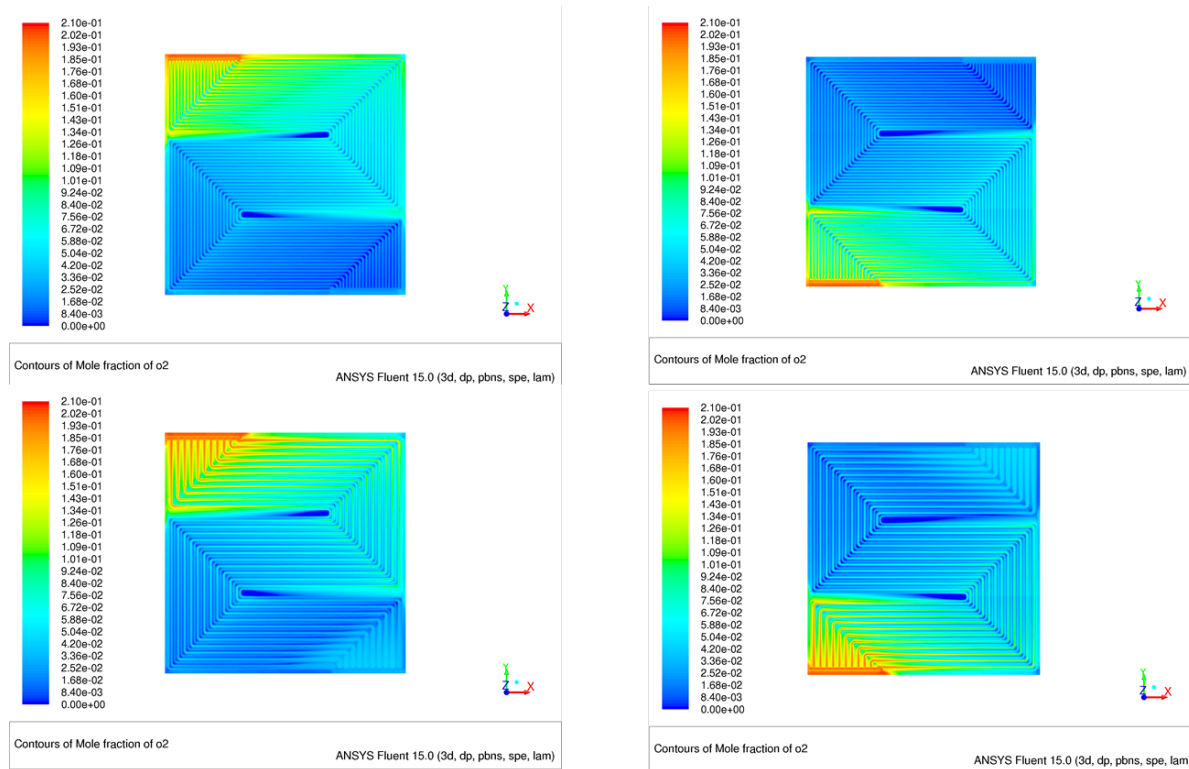 2.10e-01
2.02e-01
1.93e-01
1.85e-01
1.76e-01
1.68e-01
1.60e-01
1.51e-01
1.43e-01
1.34e-01
1.26e-01
1.18e-01
1.09e-01
1.01e-01
9.24e-02
8.40e-02
7.56e-02
6.72e-02
5.88e-02
5.04e-02
4.20e-02
3.36e-02
2.52e-02
1.68e-02
8.40e-03
0.00e+00
Y
Z X
Contours of Mole fraction of o2
ANSYS Fluent 15.0 (3d, dp, pbns, spe, lam)
2.10e-01
2.02e-01
1.93e-01
1.85e-01
1.76e-01
1.68e-01
1.60e-01
1.51e-01
1.43e-01
1.34e-01
1.26e-01
1.18e-01
1.09e-01
1.01e-01
9.24e-02
8.40e-02
7.56e-02
6.72e-02
5.88e-02
5.04e-02
4.20e-02
3.36e-02
2.52e-02
1.68e-02
8.40e-03
0.00e+00
Y
Z X
Contours of Mole fraction of o2
ANSYS Fluent 15.0 (3d, dp, pbns, spe, lam)
2.10e-01
2.02e-01
1.93e-01
1.85e-01
1.76e-01
1.68e-01
1.60e-01
1.51e-01
1.43e-01
1.34e-01
1.26e-01
1.18e-01
1.09e-01
1.01e-01
9.24e-02
8.40e-02
7.56e-02
6.72e-02
5.88e-02
5.04e-02
4.20e-02
3.36e-02
2.52e-02
1.68e-02
8.40e-03
0.00e+00
Y
Z X
Contours of Mole fraction of o2
ANSYS Fluent 15.0 (3d, dp, pbns, spe, lam)
2.10e-01
2.02e-01
1.93e-01
1.85e-01
1.76e-01
1.68e-01
1.60e-01
1.51e-01
1.43e-01
1.34e-01
1.26e-01
1.18e-01
1.09e-01
1.01e-01
9.24e-02
8.40e-02
7.56e-02
6.72e-02
5.88e-02
5.04e-02
4.20e-02
3.36e-02
2.52e-02
1.68e-02
8.40e-03
0.00e+00
Y
Z X
Contours of Mole fraction of o2
ANSYS Fluent 15.0 (3d, dp, pbns, spe, lam